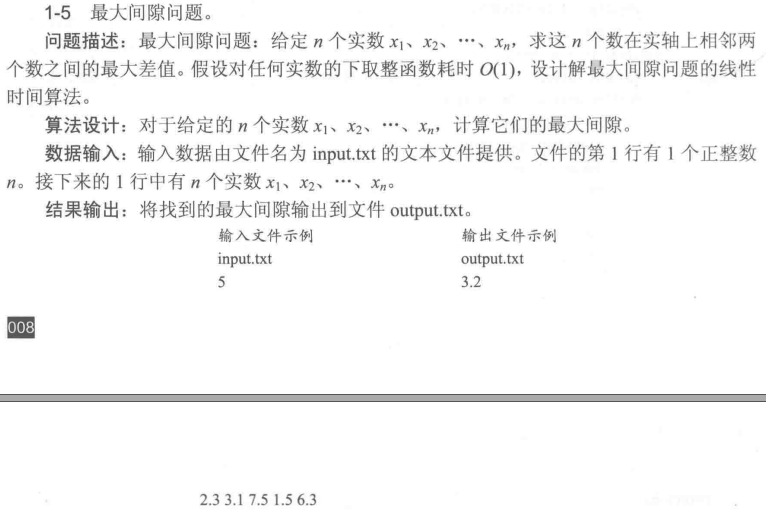 1-5 最大间隙问题。
问题描述：最大间隙问题：给定 n 个实数 x₁、x₂、…、xₙ，求这 n 个数在实轴上相邻两
个数之间的最大差值。假设对任何实数的下取整函数耗时 O(1)，设计解最大间隙问题的线性
时间算法。
算法设计：对于给定的 n 个实数 x₁、x₂、…、xₙ，计算它们的最大间隙。
数据输入：输入数据由文件名为 input.txt 的文本文件提供。文件的第 1 行有 1 个正整数
n。接下来的 1 行中有 n 个实数 x₁、x₂、…、xₙ。
结果输出：将找到的最大间隙输出到文件 output.txt。
输入文件示例 输出文件示例
input.txt output.txt
5 3.2
008
2.3 3.1 7.5 1.5 6.3